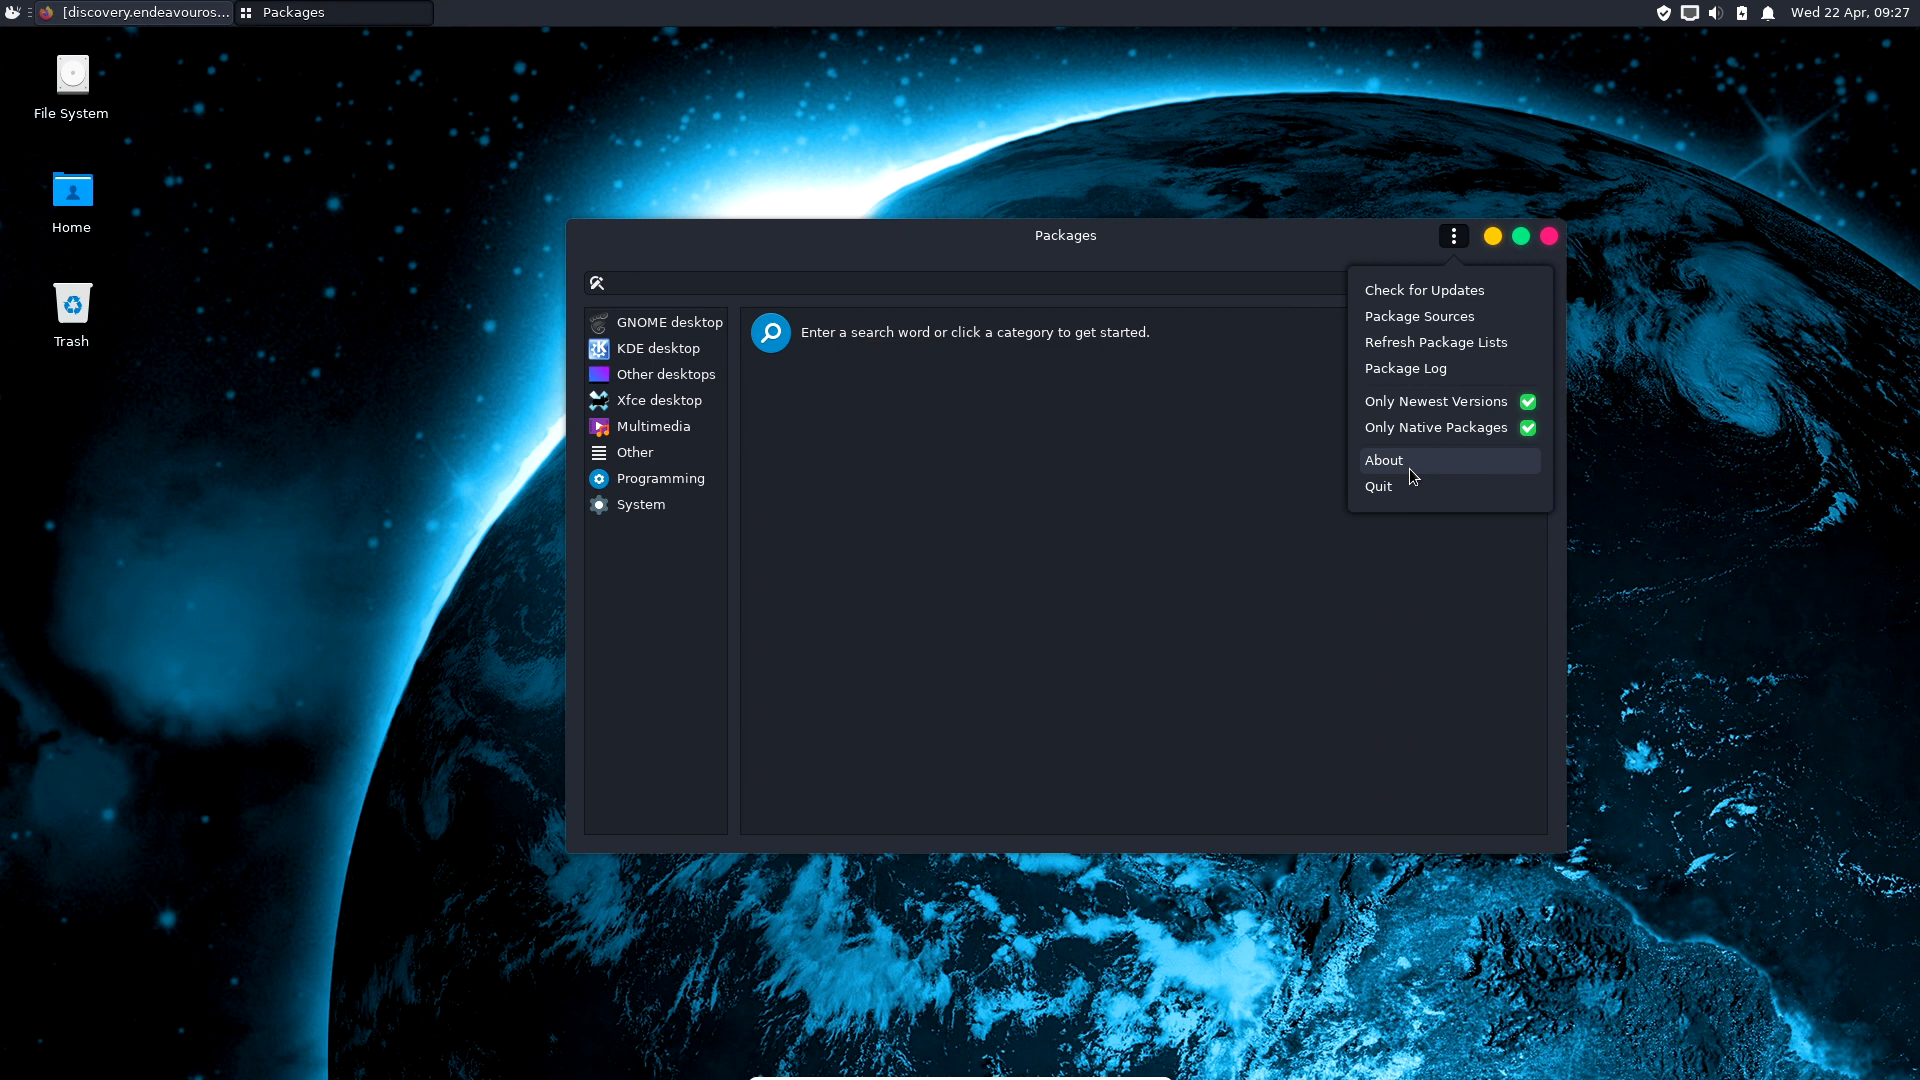 [discovery.endeavouros... Packages Wed 22 Apr, 09:27
File System
Home
Trash
Packages
Enter a search word or click a category to get started.
GNOME desktop
KDE desktop
Other desktops
Xfce desktop
Multimedia
Other
Programming
System
Check for Updates
Package Sources
Refresh Package Lists
Package Log
Only Newest Versions
Only Native Packages
About
Quit